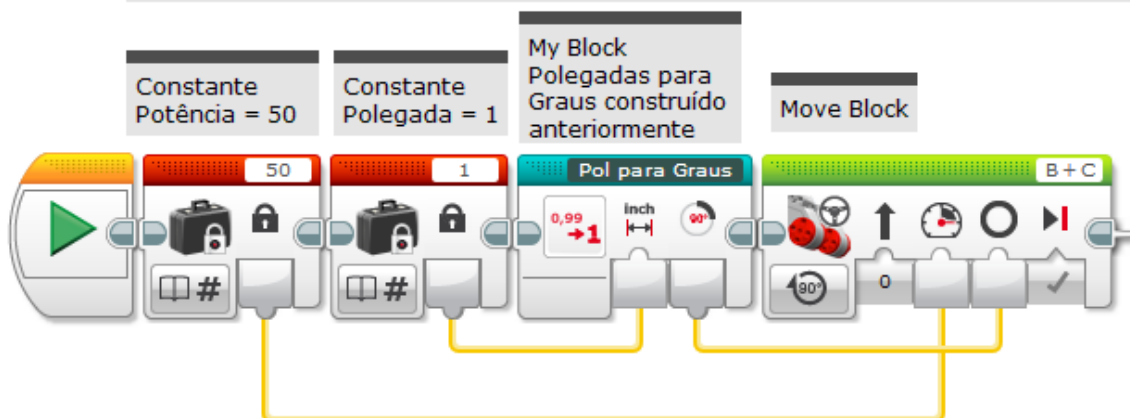 Constante
Potência = 50
Constante
Polegada = 1
My Block
Polegadas para
Graus construído
anteriormente
Move Block
50
1
Pol para Graus
B + C
0,99
1
inch
90°
#
#
90°
0